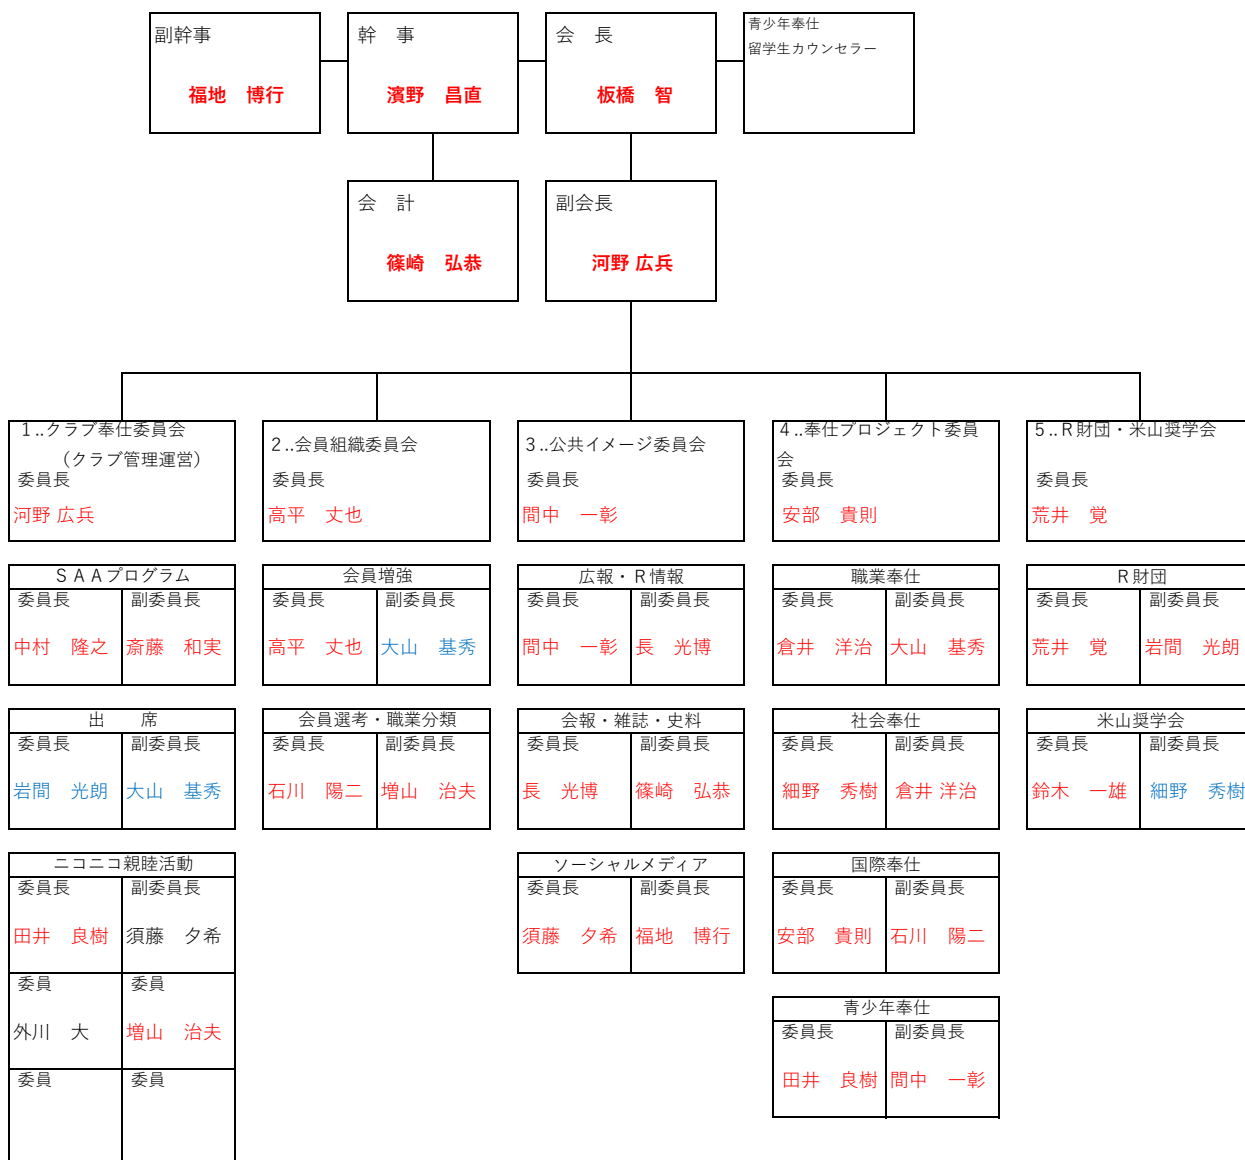 副幹事
福地　博行
幹　事
濱野　昌直
会　長
板橋　智
青少年奉仕
留学生カウンセラー
会　計
篠崎　弘恭
副会長
河野 広兵
１..クラブ奉仕委員会
（クラブ管理運営）
委員長
河野 広兵
２..会員組織委員会
委員長
高平　丈也
３..公共イメージ委員会
委員長
間中　一彰
４..奉仕プロジェクト委員
会
委員長
安部　貴則
５..Ｒ財団・米山奨学会
委員長
荒井　覚
ＳＡＡプログラム
委員長　副委員長
中村　隆之　斎藤　和実
会員増強
委員長　副委員長
高平　丈也　大山　基秀
広報・Ｒ情報
委員長　副委員長
間中　一彰　長　光博
職業奉仕
委員長　副委員長
倉井　洋治　大山　基秀
Ｒ財団
委員長　副委員長
荒井　覚　岩間　光朗
出　　席
委員長　副委員長
岩間　光朗　大山　基秀
会員選考・職業分類
委員長　副委員長
石川　陽二　増山　治夫
会報・雑誌・史料
委員長　副委員長
長　光博　篠崎　弘恭
社会奉仕
委員長　副委員長
細野　秀樹　倉井 洋治
米山奨学会
委員長　副委員長
鈴木　一雄　細野　秀樹
ニコニコ親睦活動
委員長　副委員長
田井　良樹　須藤　夕希
委員　委員
外川　大　増山　治夫
委員　委員
ソーシャルメディア
委員長　副委員長
須藤　夕希　福地　博行
国際奉仕
委員長　副委員長
安部　貴則　石川　陽二
青少年奉仕
委員長　副委員長
田井　良樹　間中　一彰